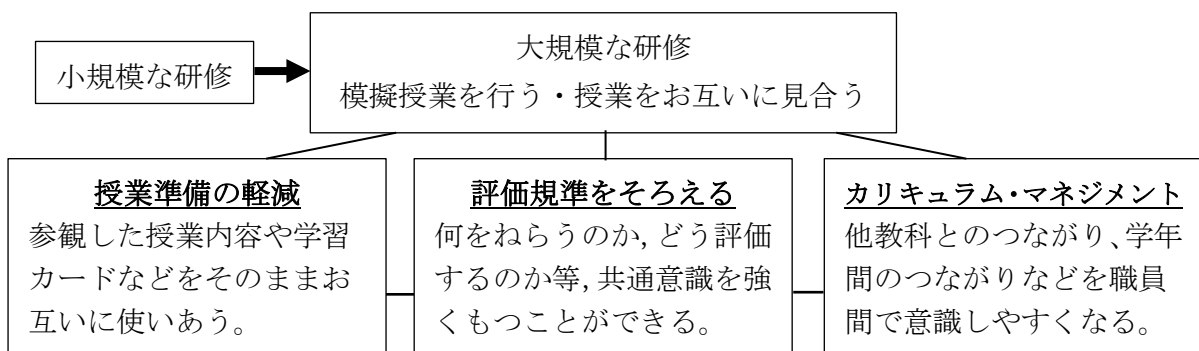 小規模な研修
大規模な研修
模擬授業を行う・授業をお互いに見合う
授業準備の軽減
参観した授業内容や学習
カードなどをそのままお
互いに使いあう。
評価規準をそろえる
何をねらうのか,どう評価
するのか等,共通意識を強
くもつことができる。
カリキュラム・マネジメント
他教科とのつながり、学年
間のつながりなどを職員
間で意識しやすくなる。